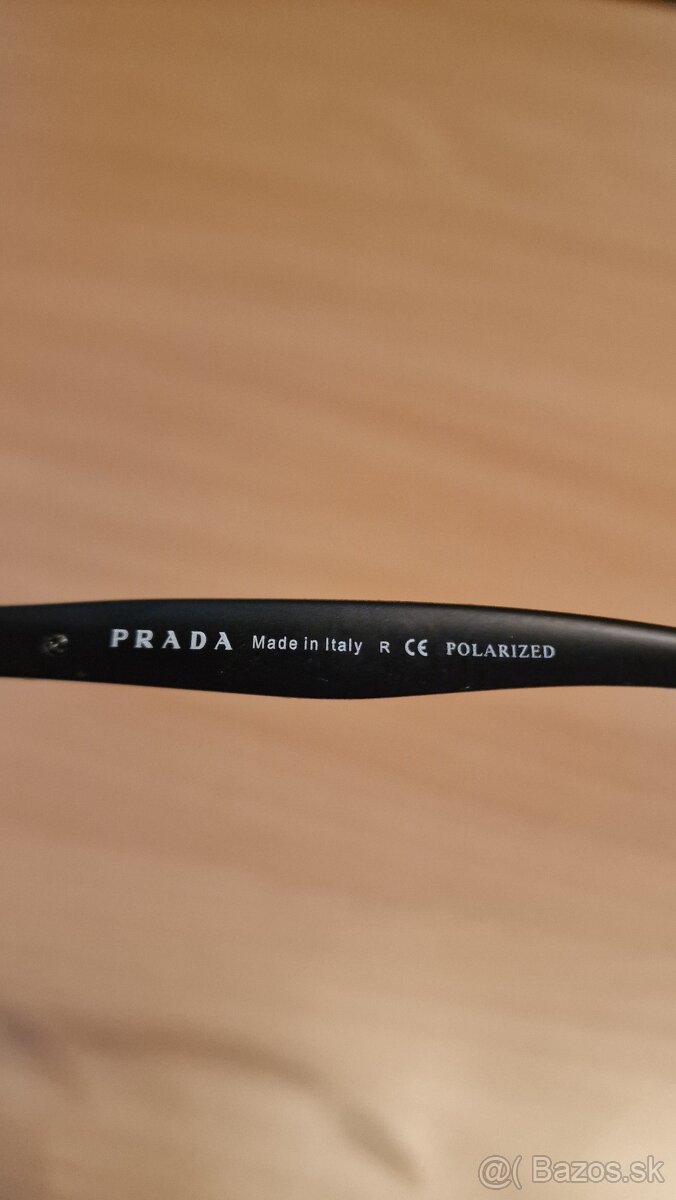 PRADA Made in Italy R CE POLARIZED
@( Bazos.sk